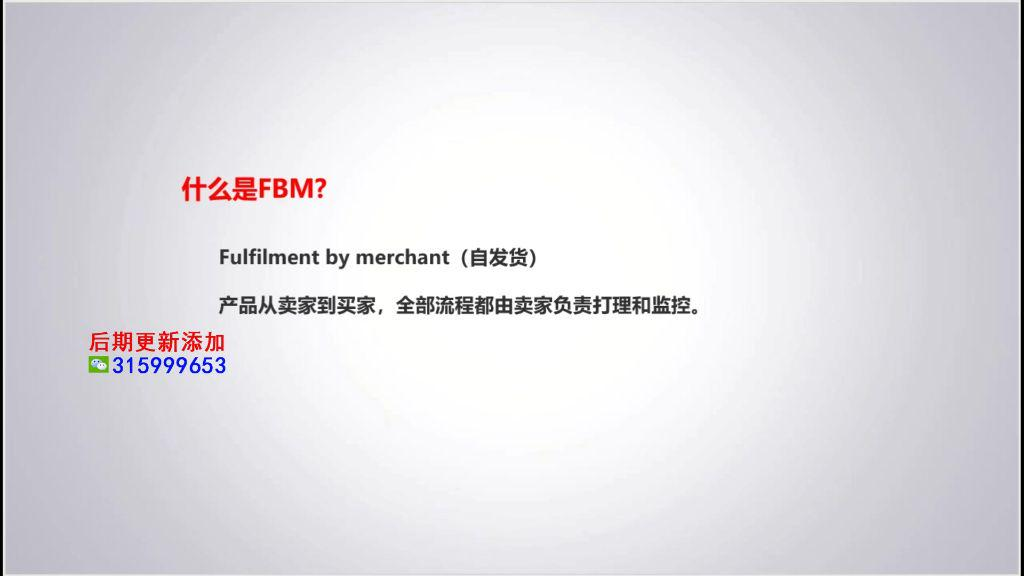 什么是FBM？
Fulfilment by merchant（自发货）
产品从卖家到买家，全部流程都由卖家负责打理和监控。
后期更新添加
315999653